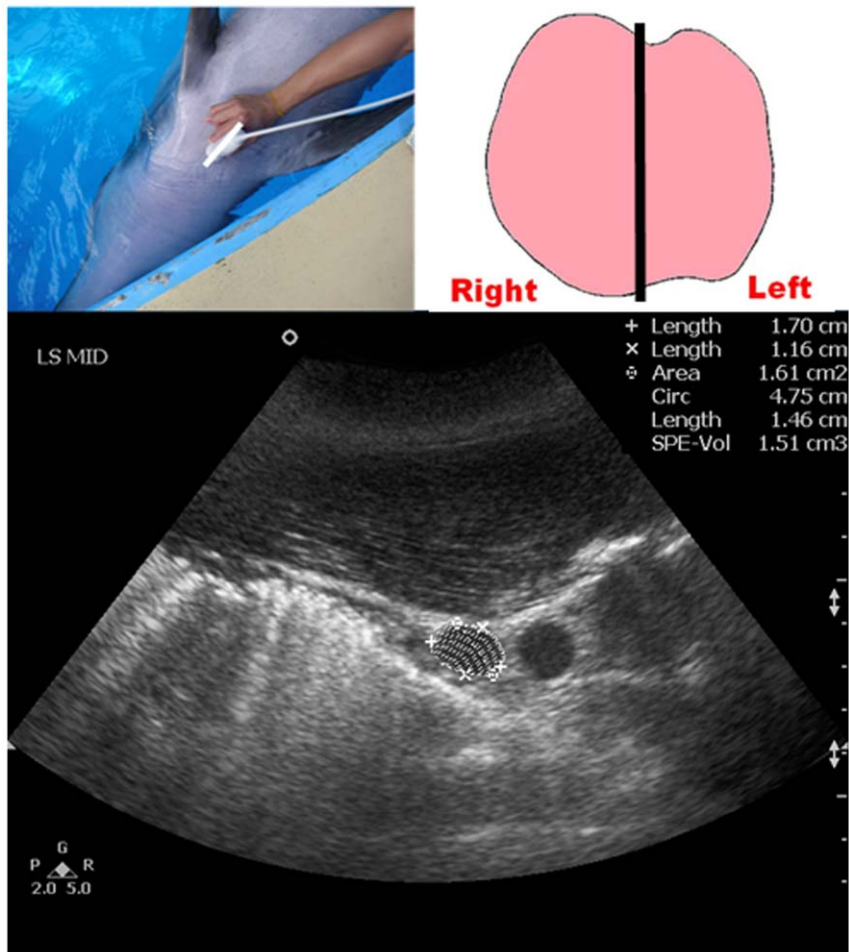 Right
Left
LS MID
+ Length 1.70 cm
× Length 1.16 cm
Area 1.61 cm2
Circ 4.75 cm
Length 1.46 cm
SPE-Vol 1.51 cm3
G
P R
2.0 5.0